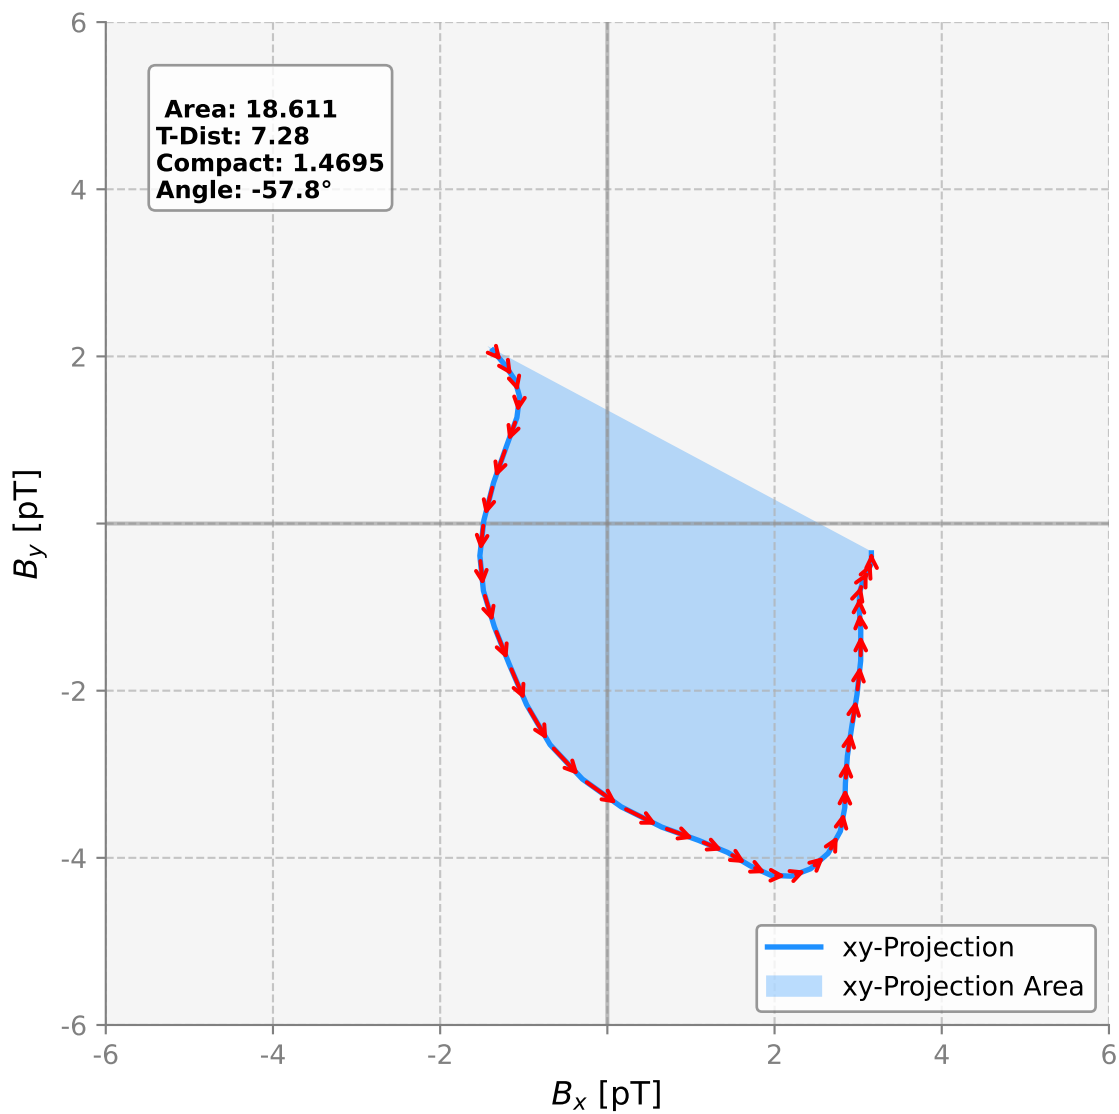 6
4
2
-2
-4
-6
-6
-4
-2
2
4
6
B_y [pT]
B_x [pT]
Area: 18.611
T-Dist: 7.28
Compact: 1.4695
Angle: -57.8°
xy-Projection
xy-Projection Area